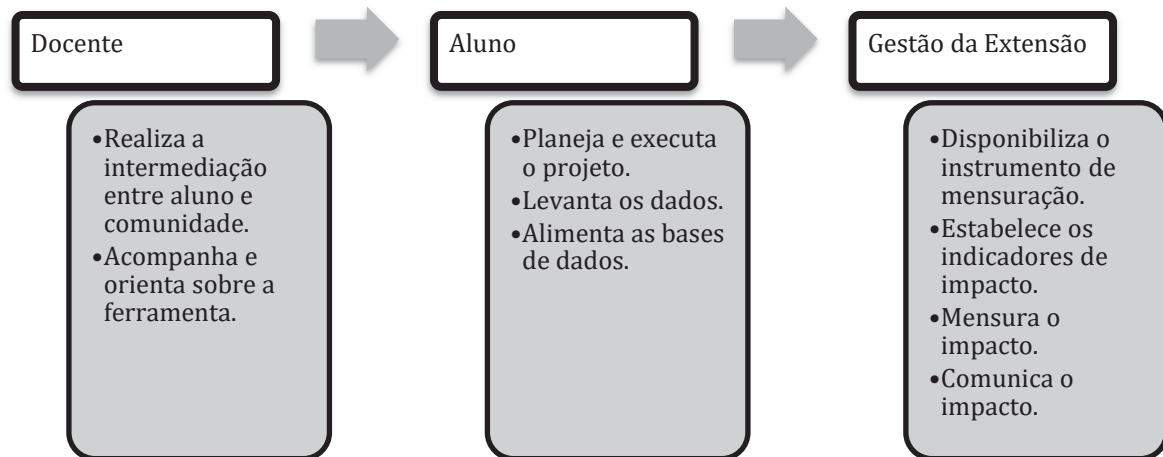 Docente
•Realiza a
intermediação
entre aluno e
comunidade.
•Acompanha e
orienta sobre a
ferramenta.
Aluno
•Planeja e executa
o projeto.
•Levanta os dados.
•Alimenta as bases
de dados.
Gestão da Extensão
•Disponibiliza o
instrumento de
mensuração.
•Estabelece os
indicadores de
impacto.
•Mensura o
impacto.
•Comunica o
impacto.